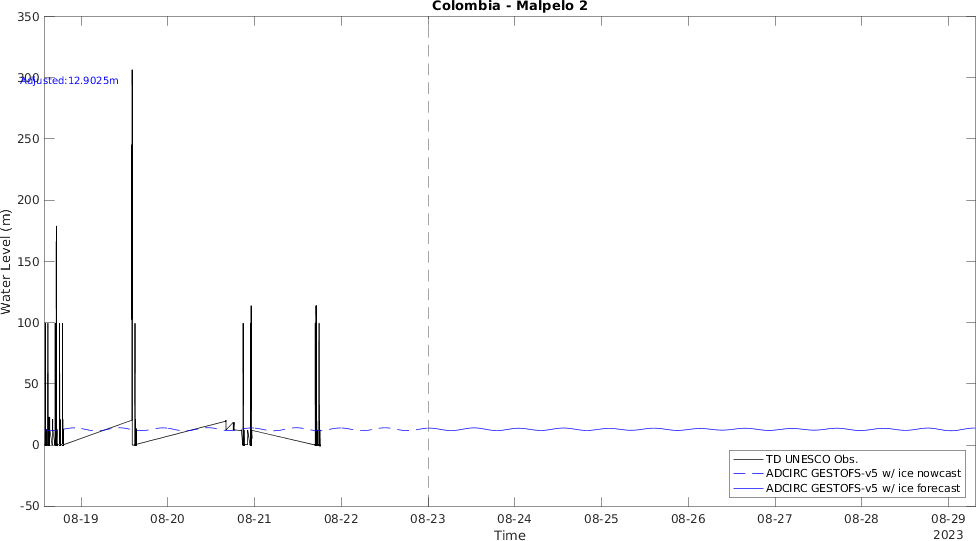 Colombia - Malpelo 2
350
300
Adjusted:12.9025m
250
200
150
100
50
0
-50
Water Level (m)
TD UNESCO Obs.
ADCIRC GESTOFS-v5 w/ ice nowcast
ADCIRC GESTOFS-v5 w/ ice forecast
08-19 08-20 08-21 08-22 08-23 08-24 08-25 08-26 08-27 08-28 08-29
Time
2023